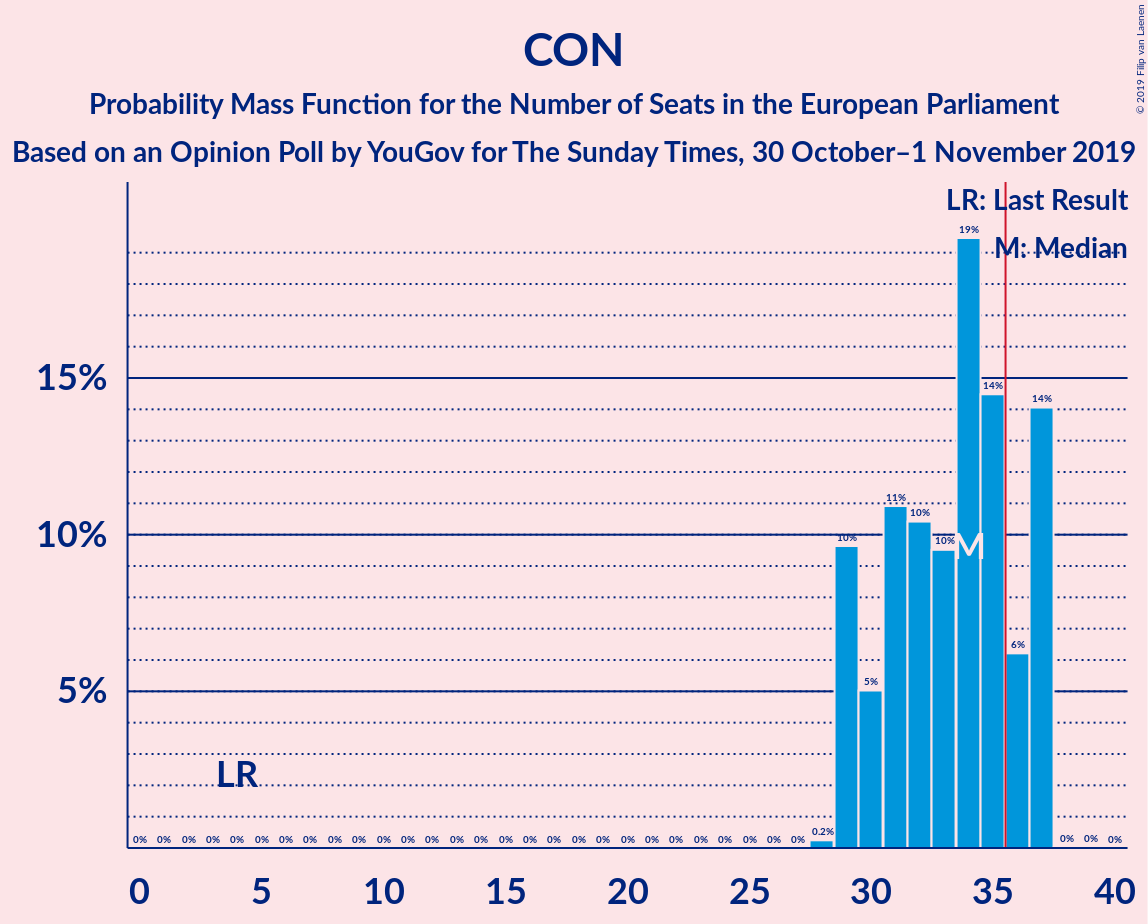 CON
Probability Mass Function for the Number of Seats in the European Parliament
Based on an Opinion Poll by YouGov for The Sunday Times, 30 October–1 November 2019
© 2019 Filip van Laenen
LR: Last Result
M: Median
15%
10%
5%
19%
14%
14%
11%
10%
10%
10%
M
6%
5%
LR
0% 0% 0% 0% 0% 0% 0% 0% 0% 0% 0% 0% 0% 0% 0% 0% 0% 0% 0% 0% 0% 0% 0% 0% 0% 0% 0% 0% 0.2% 0% 0% 0%
0 5 10 15 20 25 30 35 40